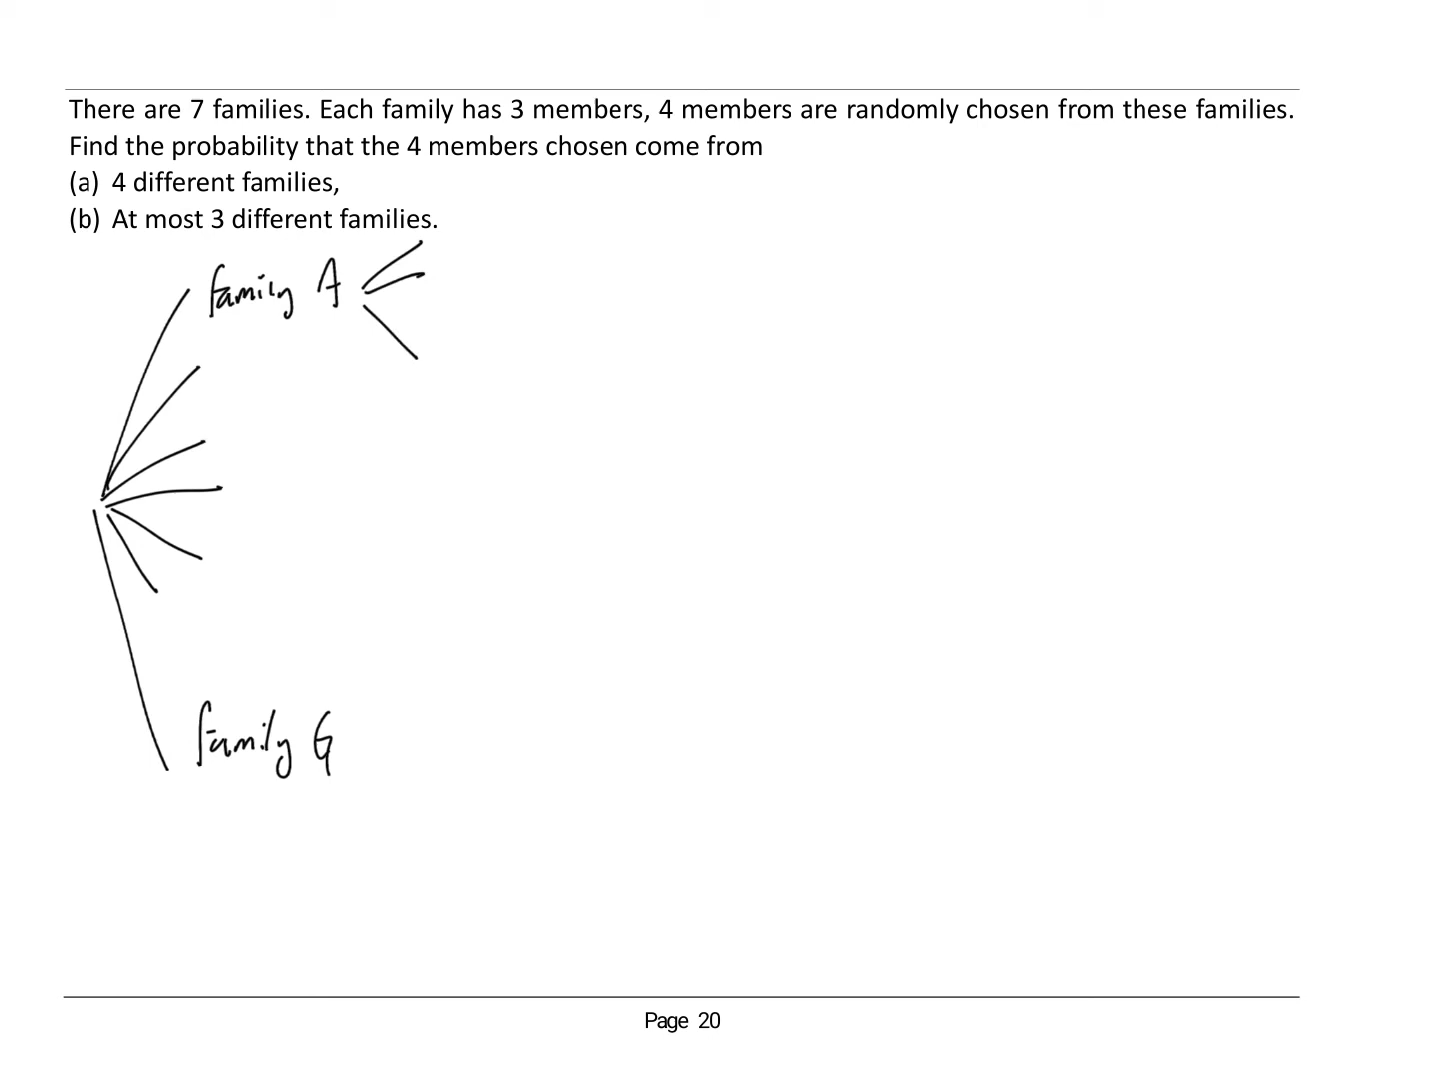 There are 7 families. Each family has 3 members, 4 members are randomly chosen from these families.
Find the probability that the 4 members chosen come from
(a) 4 different families,
(b) At most 3 different families.
Family A
Family G
Page 20